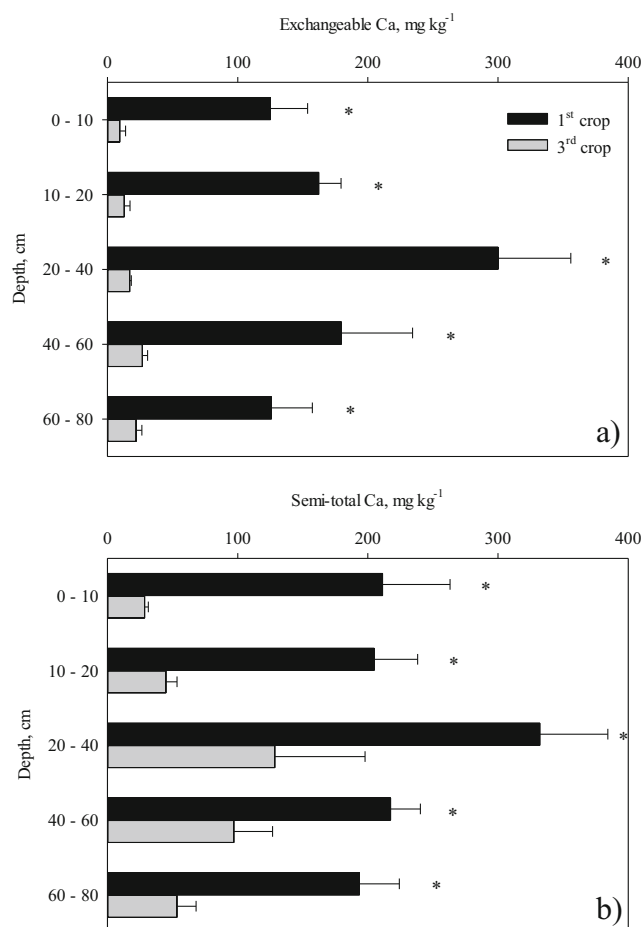 Exchangeable Ca, mg kg-1
0 100 200 300 400
0 - 10 *
1st crop
3rd crop
10 - 20 *
20 - 40 *
40 - 60 *
60 - 80 *
Depth, cm
a)
Semi-total Ca, mg kg-1
0 100 200 300 400
0 - 10 *
10 - 20 *
20 - 40 *
40 - 60 *
60 - 80 *
Depth, cm
b)